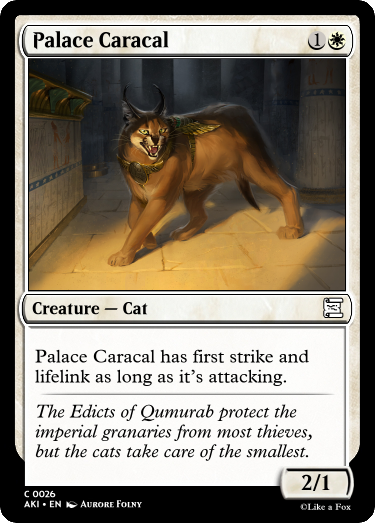 Palace Caracal
1
Creature — Cat
Palace Caracal has first strike and
lifelink as long as it's attacking.
The Edicts of Qumurab protect the
imperial granaries from most thieves,
but the cats take care of the smallest.
2/1
C 0026
AKI • EN Aurore Folny
©Like a Fox